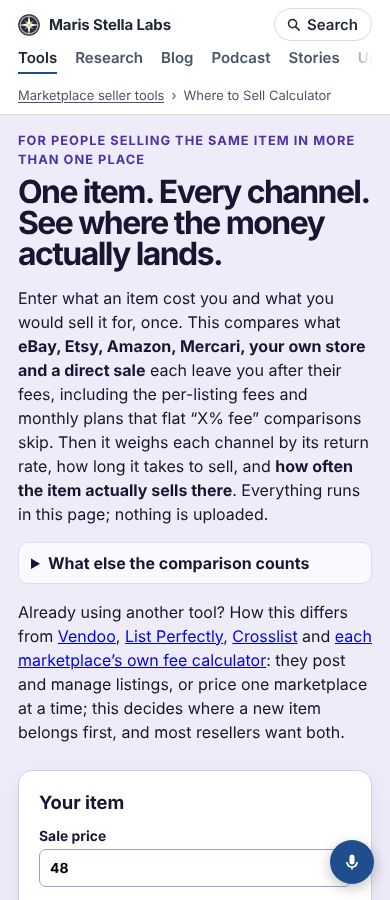 Maris Stella Labs
Search
Tools Research Blog Podcast Stories
Marketplace seller tools › Where to Sell Calculator
FOR PEOPLE SELLING THE SAME ITEM IN MORE
THAN ONE PLACE
One item. Every channel.
See where the money
actually lands.
Enter what an item cost you and what you
would sell it for, once. This compares what
eBay, Etsy, Amazon, Mercari, your own store
and a direct sale each leave you after their
fees, including the per-listing fees and
monthly plans that flat “X% fee” comparisons
skip. Then it weighs each channel by its return
rate, how long it takes to sell, and how often
the item actually sells there. Everything runs
in this page; nothing is uploaded.
▶ What else the comparison counts
Already using another tool? How this differs
from Vendoo, List Perfectly, Crosslist and each
marketplace’s own fee calculator: they post
and manage listings, or price one marketplace
at a time; this decides where a new item
belongs first, and most resellers want both.
Your item
Sale price
48